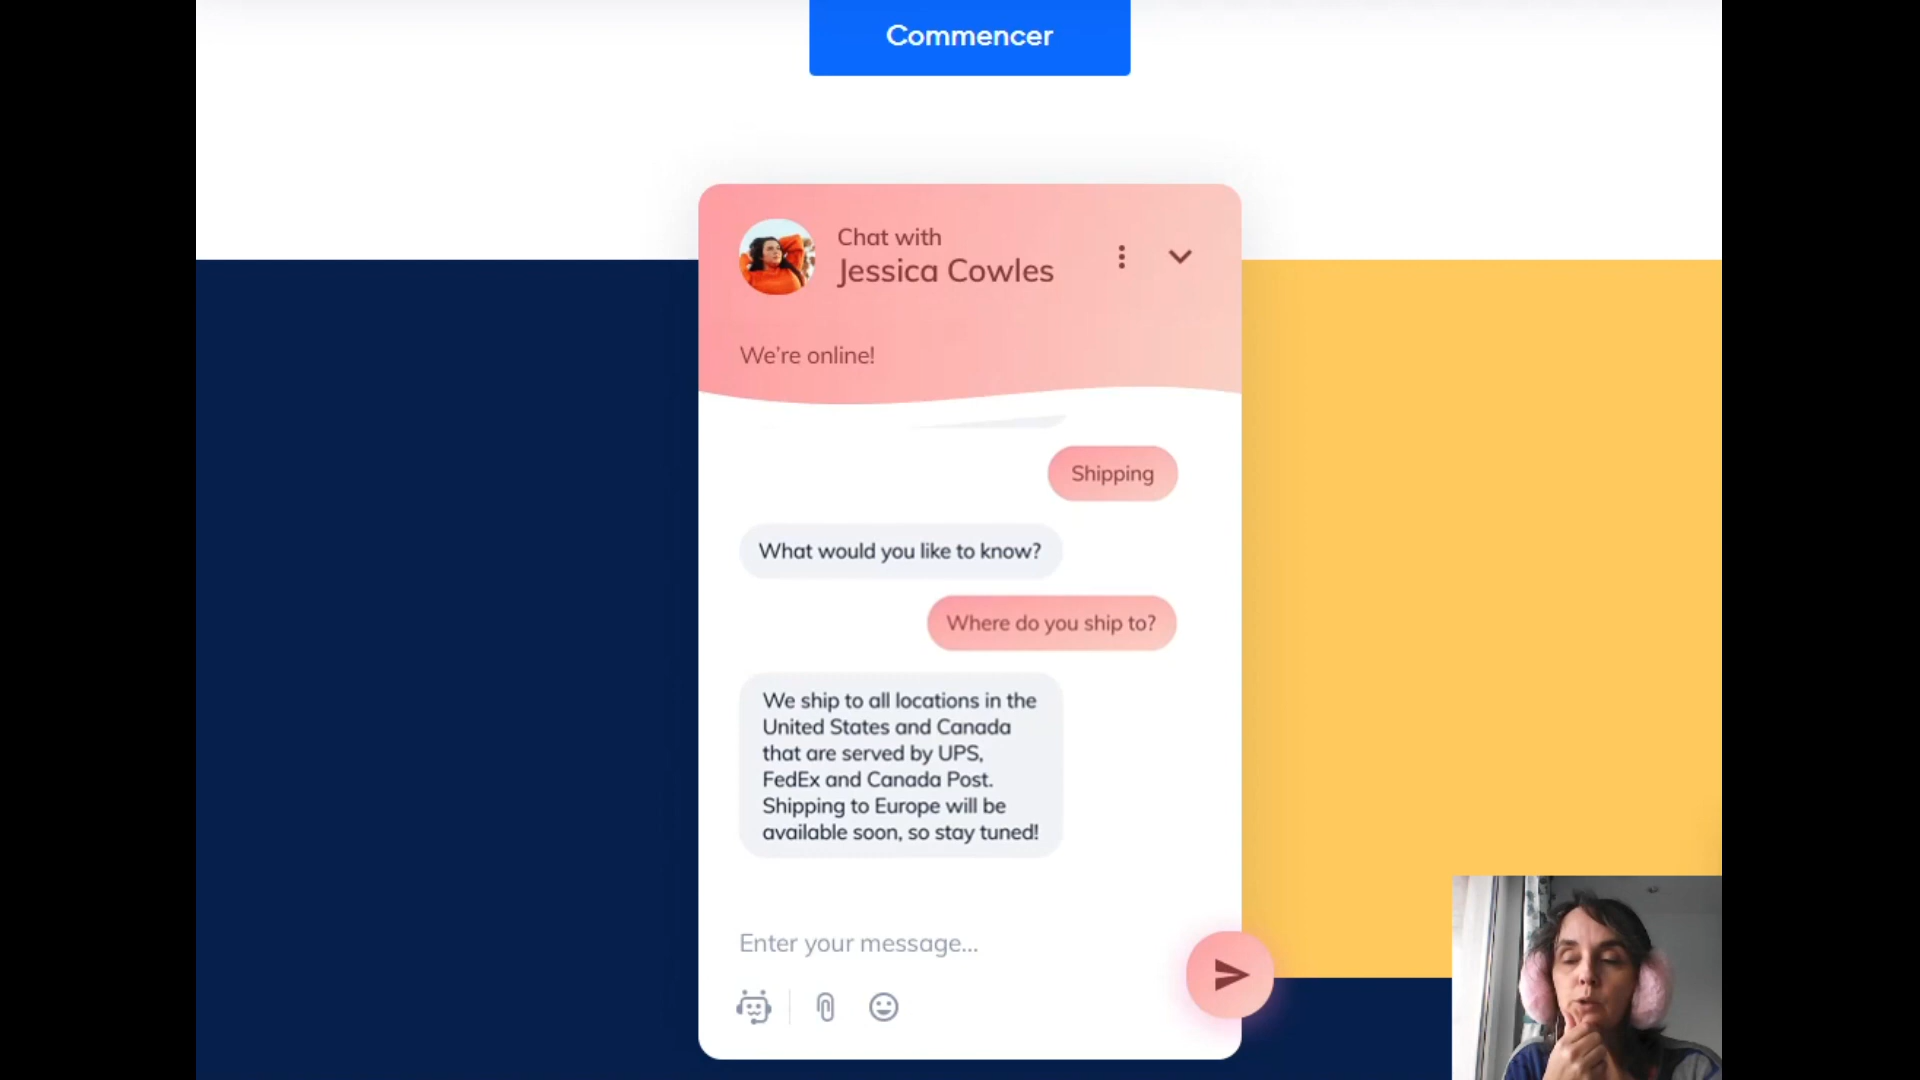 Commencer
Chat with
Jessica Cowles
We're online!
Shipping
What would you like to know?
Where do you ship to?
We ship to all locations in the
United States and Canada
that are served by UPS,
FedEx and Canada Post.
Shipping to Europe will be
available soon, so stay tuned!
Enter your message...